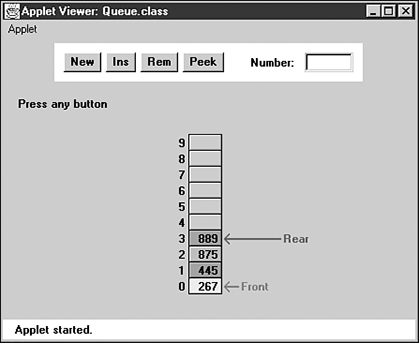 Applet Viewer: Queue.class
Applet
New Ins Rem Peek Number:
Press any button
9
8
7
6
5
4
3 889 Rear
2 875
1 445
0 267 Front
Applet started.